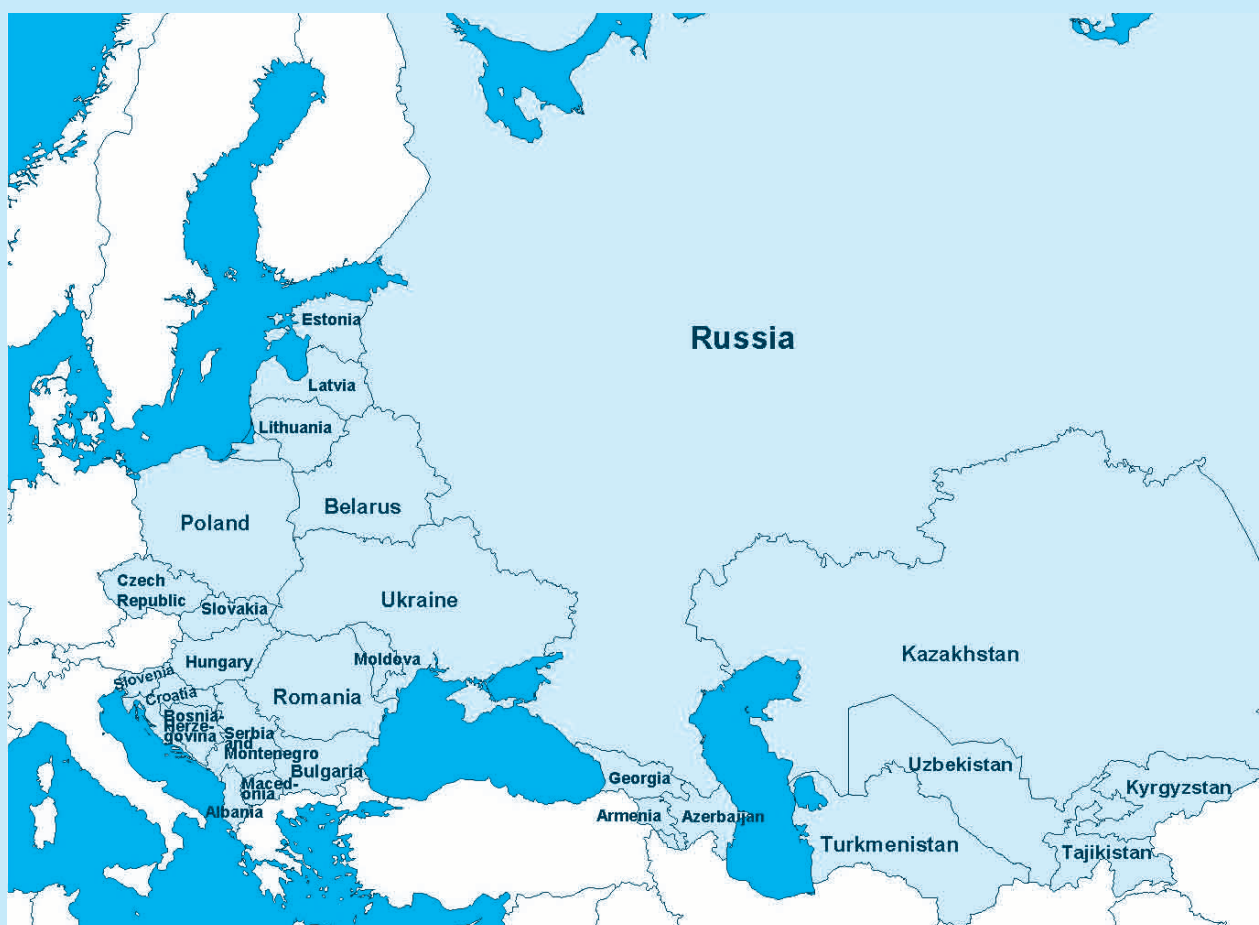 Estonia
Russia
Latvia
Lithuania
Belarus
Poland
Czech
Republic
Slovakia
Ukraine
Hungary
Moldova
Kazakhstan
Slovenia
Croatia
Romania
Bosnia-
Herze-
govina
Serbia
and
Montenegro
Bulgaria
Maced-
onia
Albania
Georgia
Armenia
Azerbaijan
Uzbekistan
Kyrgyzstan
Turkmenistan
Tajikistan